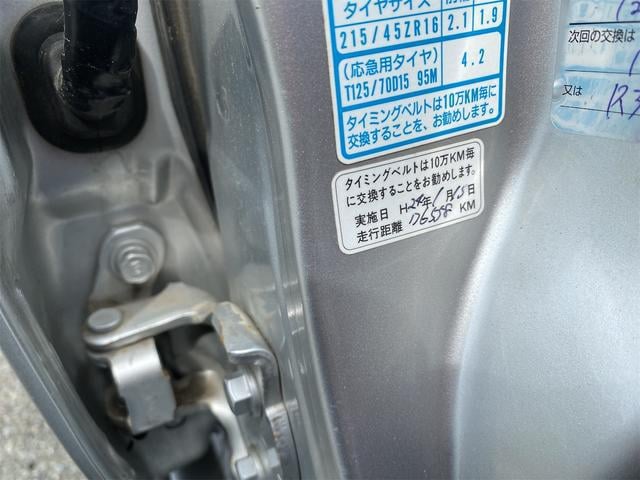 タイヤサイズ
215/45ZR16 2.1 1.9
(応急用タイヤ)
T125/70D15 95M 4.2
タイミングベルトは10万KM毎に
交換することを、お勧めします。
タイミングベルトは10万KM毎
に交換することをお勧めします。
実施日 H24年1月15日
走行距離 KM
次回の交換は
又は